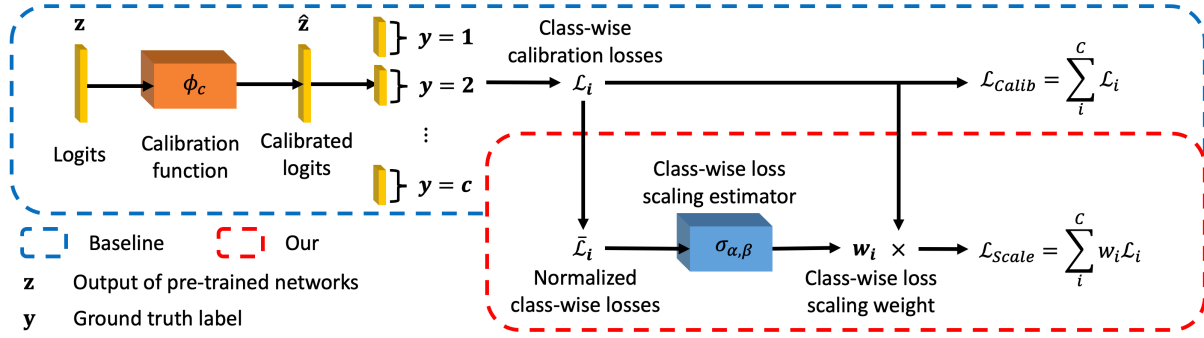 z
ẑ
ϕ_c
Logits
Calibration
function
Calibrated
logits
y = 1
y = 2
⋮
y = c
Class-wise
calibration losses
ℒ_i
ℒ_Calib = ∑_i^C ℒ_i
Class-wise loss
scaling estimator
ℒ̄_i
σ_α,β
w_i ×
ℒ_Scale = ∑_i^C w_i ℒ_i
Normalized
class-wise losses
Class-wise loss
scaling weight
Baseline
Our
z Output of pre-trained networks
y Ground truth label